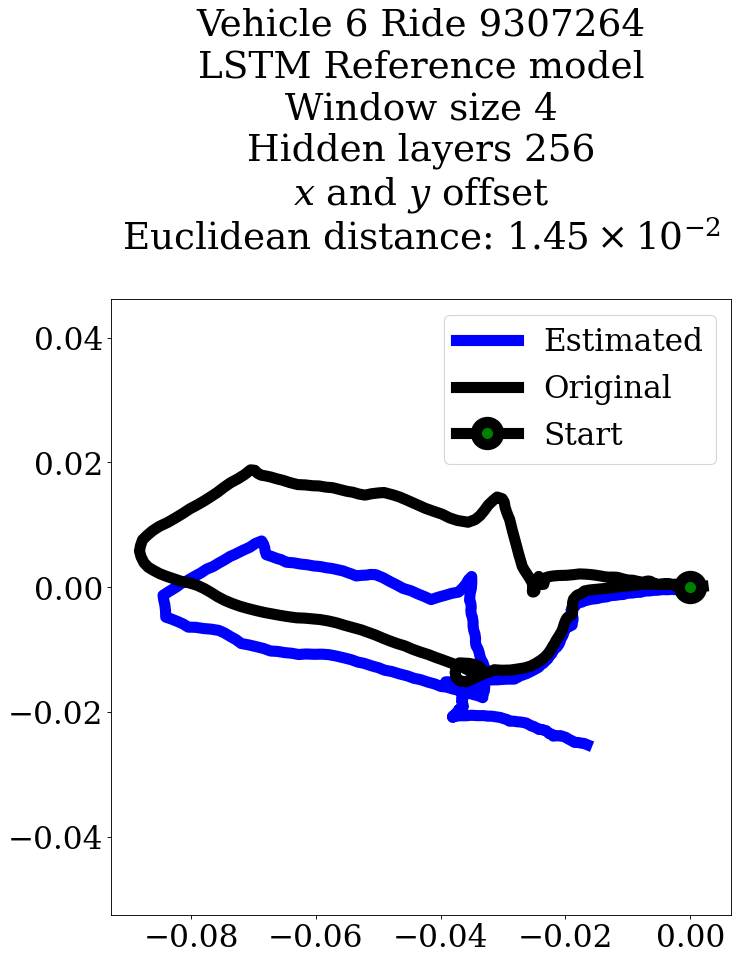 Vehicle 6 Ride 9307264
LSTM Reference model
Window size 4
Hidden layers 256
x and y offset
Euclidean distance: 1.45 × 10⁻²
Estimated
Original
Start
0.04
0.02
0.00
−0.02
−0.04
−0.08 −0.06 −0.04 −0.02 0.00